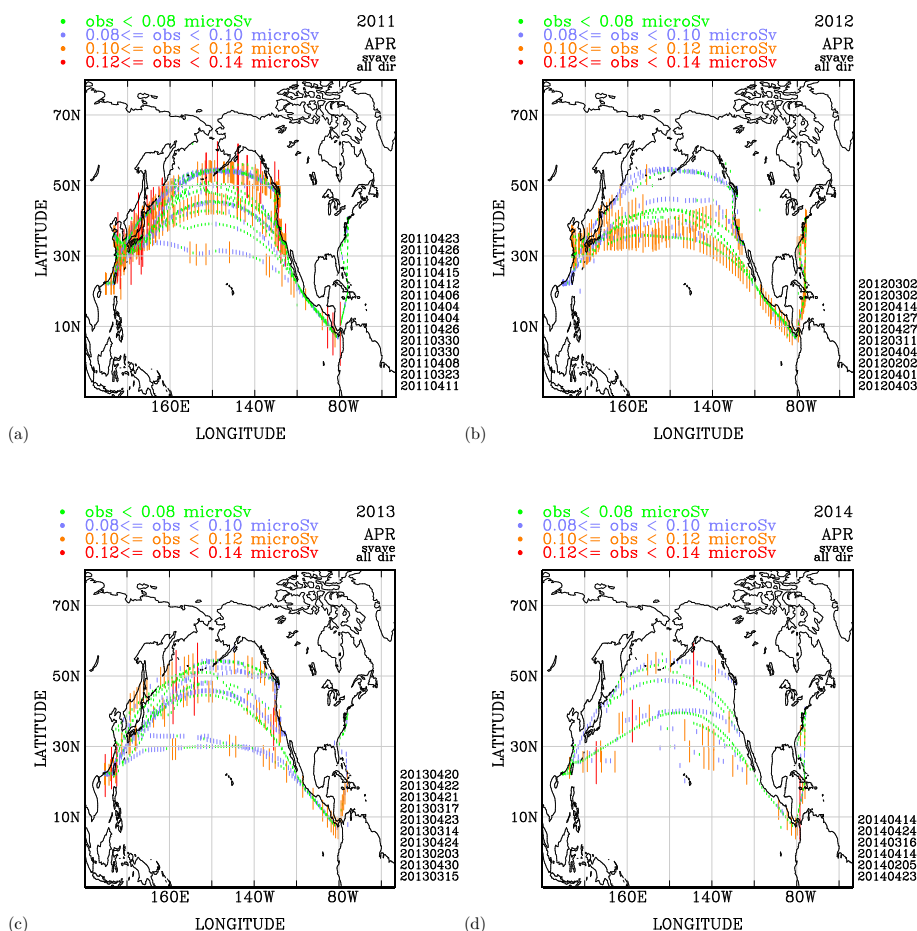 obs < 0.08 microSv
0.08<= obs < 0.10 microSv
0.10<= obs < 0.12 microSv
0.12<= obs < 0.14 microSv
2011
APR
svave
all dir
70N
50N
30N
10N
LATITUDE
160E 140W 80W
LONGITUDE
20110423
20110426
20110420
20110415
20110412
20110406
20110404
20110404
20110426
20110330
20110330
20110408
20110323
20110411
(a)
obs < 0.08 microSv
0.08<= obs < 0.10 microSv
0.10<= obs < 0.12 microSv
0.12<= obs < 0.14 microSv
2012
APR
svave
all dir
70N
50N
30N
10N
LATITUDE
160E 140W 80W
LONGITUDE
20120302
20120302
20120414
20120127
20120427
20120311
20120404
20120202
20120401
20120403
(b)
obs < 0.08 microSv
0.08<= obs < 0.10 microSv
0.10<= obs < 0.12 microSv
0.12<= obs < 0.14 microSv
2013
APR
svave
all dir
70N
50N
30N
10N
LATITUDE
160E 140W 80W
LONGITUDE
20130420
20130422
20130421
20130317
20130423
20130314
20130424
20130203
20130430
20130315
(c)
obs < 0.08 microSv
0.08<= obs < 0.10 microSv
0.10<= obs < 0.12 microSv
0.12<= obs < 0.14 microSv
2014
APR
svave
all dir
70N
50N
30N
10N
LATITUDE
160E 140W 80W
LONGITUDE
20140414
20140424
20140316
20140414
20140205
20140423
(d)